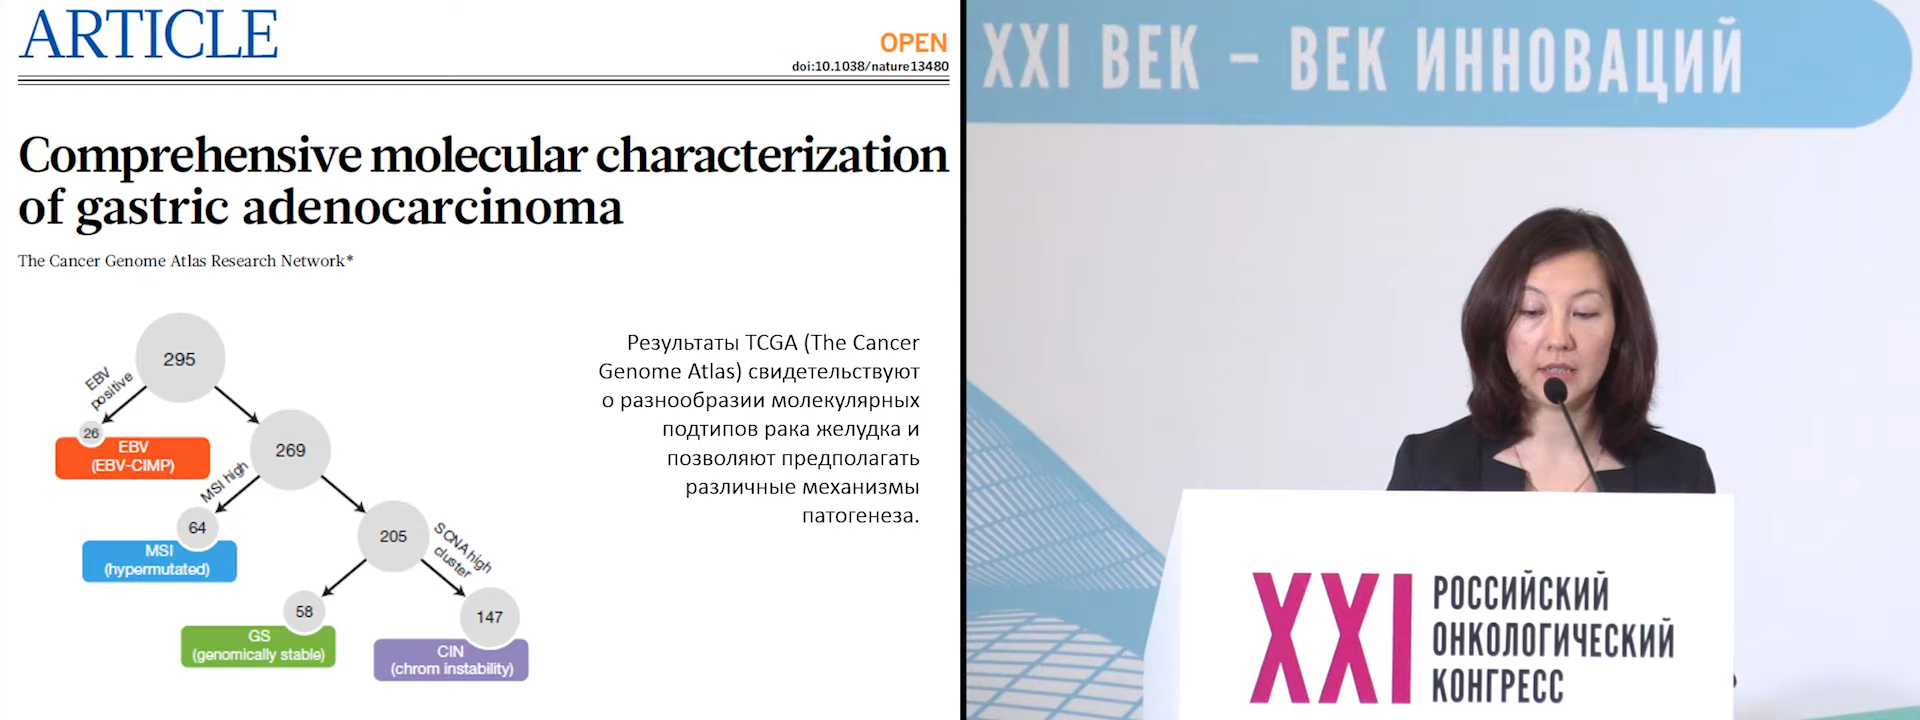 ARTICLE
OPEN
doi:10.1038/nature13480
Comprehensive molecular characterization
of gastric adenocarcinoma
The Cancer Genome Atlas Research Network*
295
EBV
positive
26
EBV
(EBV-CIMP)
269
MSI high
64
MSI
(hypermutated)
205
SCNA high
cluster
58
GS
(genomically stable)
147
CIN
(chrom instability)
Результаты TCGA (The Cancer
Genome Atlas) свидетельствуют
о разнообразии молекулярных
подтипов рака желудка и
позволяют предполагать
различные механизмы
патогенеза.
XXI ВЕК – ВЕК ИННОВАЦИЙ
XXI
РОССИЙСКИЙ
ОНКОЛОГИЧЕСКИЙ
КОНГРЕСС